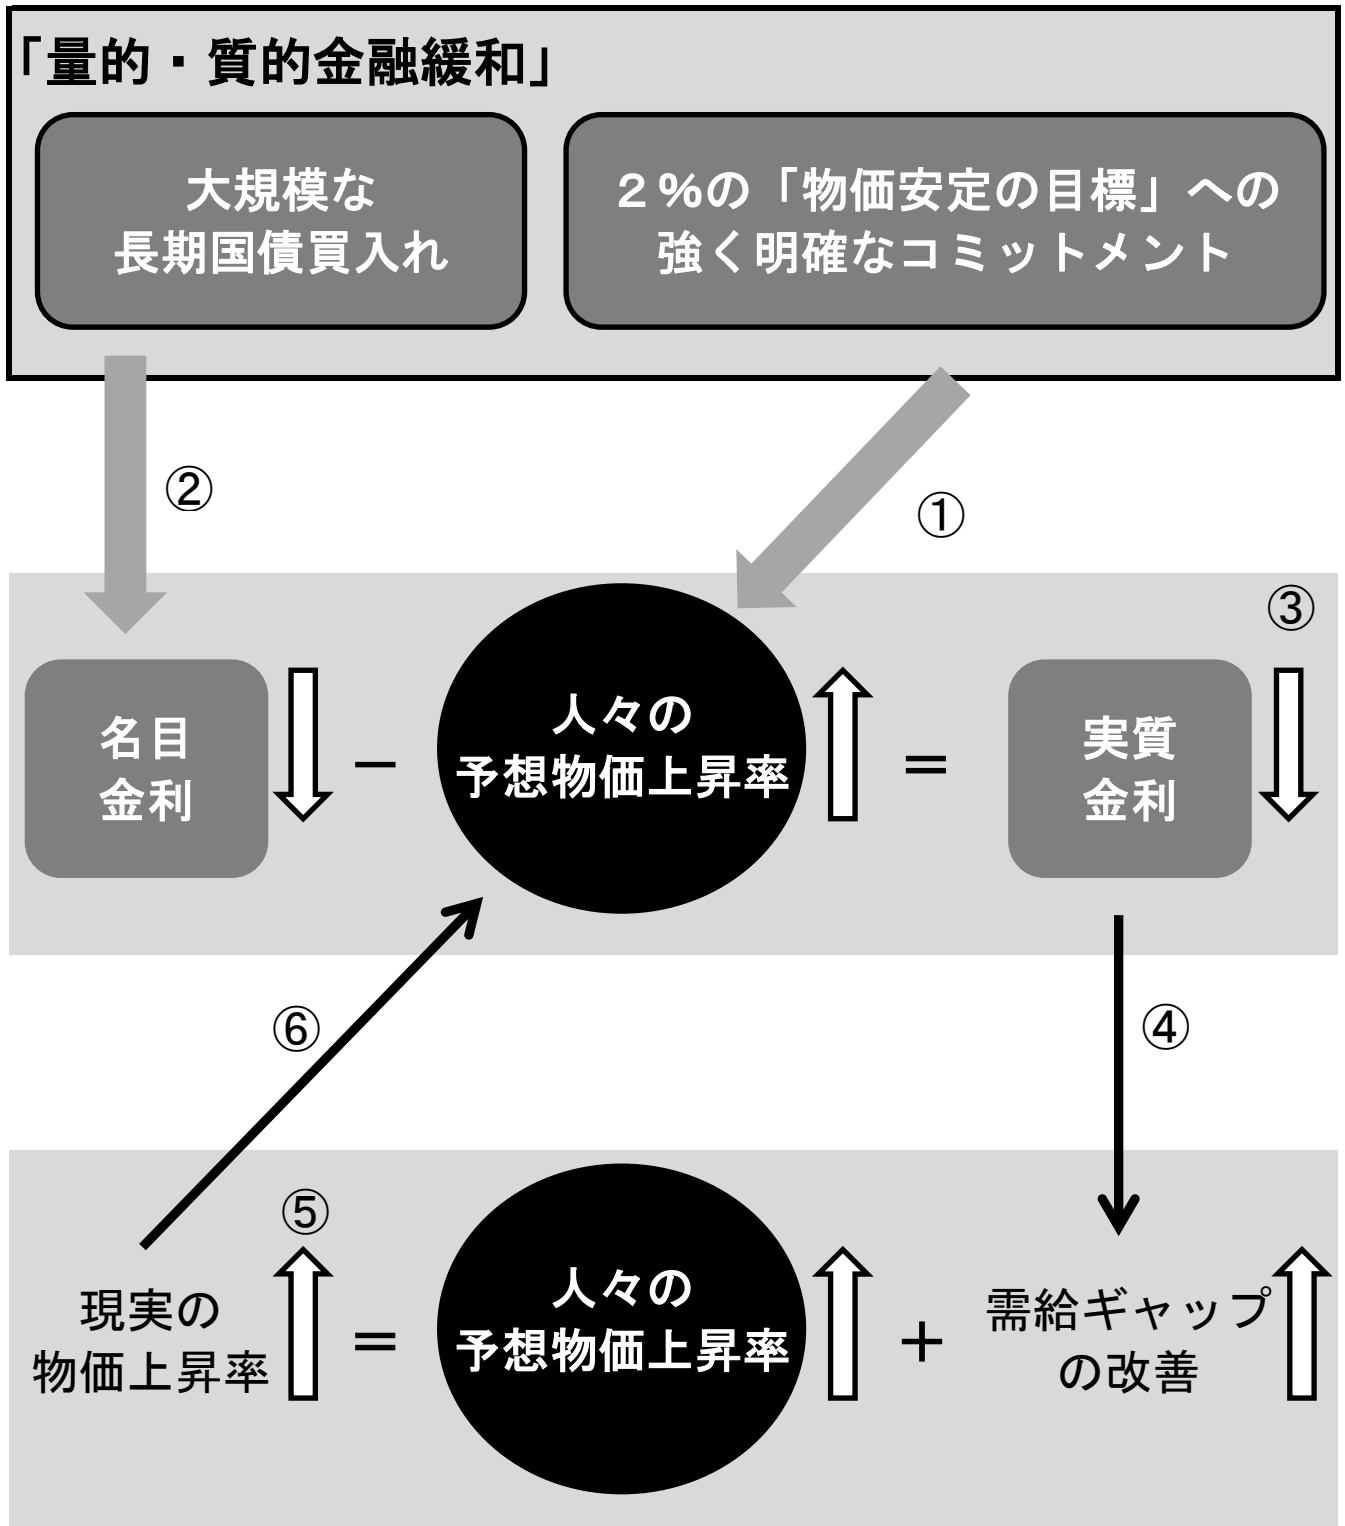 「量的・質的金融緩和」
大規模な
長期国債買入れ
２％の「物価安定の目標」への
強く明確なコミットメント
②
①
③
名目
金利
－
人々の
予想物価上昇率
＝
実質
金利
⑥
④
⑤
現実の
物価上昇率
＝
人々の
予想物価上昇率
＋
需給ギャップ
の改善